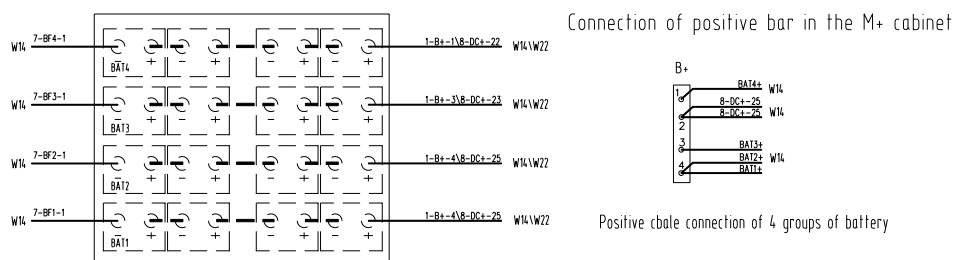 Connection of positive bar in the M+ cabinet
W14 7-BF4-1 - + - + - + - + 1-B+-1\8-DC+-22 W14\W22
BAT4
W14 7-BF3-1 - + - + - + - + 1-B+-3\8-DC+-23 W14\W22
BAT3
W14 7-BF2-1 - + - + - + - + 1-B+-4\8-DC+-25 W14\W22
BAT2
W14 7-BF1-1 - + - + - + - + 1-B+-4\8-DC+-25 W14\W22
BAT1
B+
1 BAT4+ W14
8-DC+-25
2 8-DC+-25 W14
3 BAT3+
BAT2+ W14
4 BAT1+
Positive cbale connection of 4 groups of battery